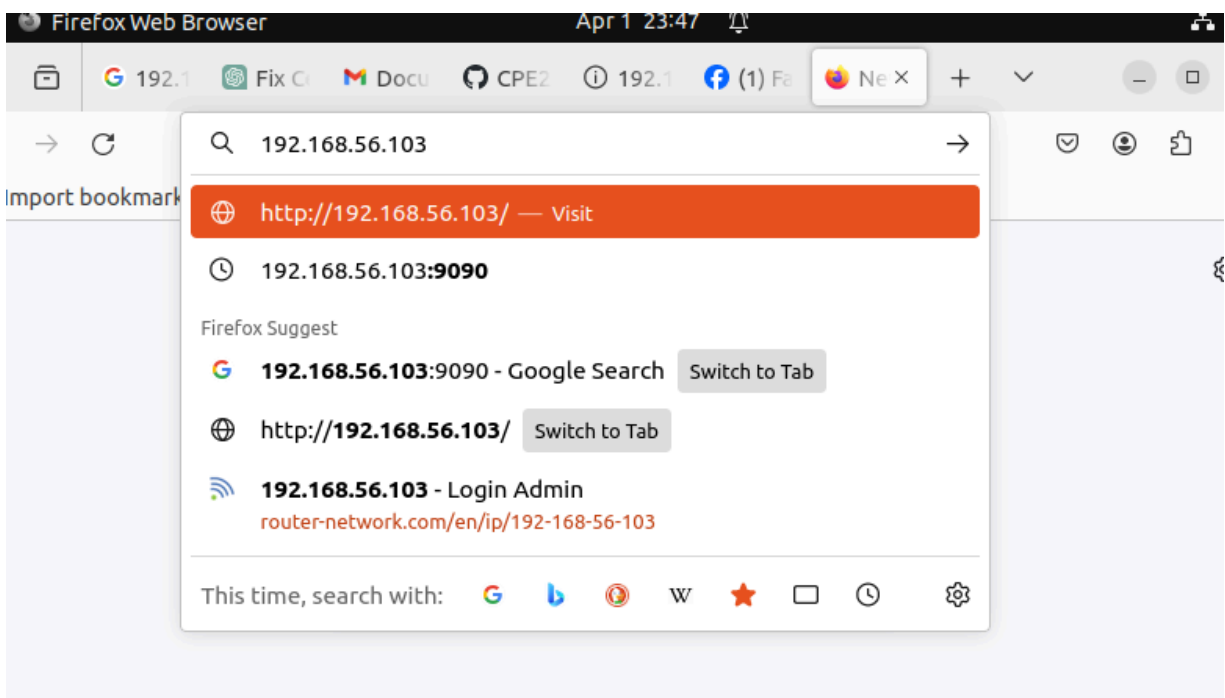 Firefox Web Browser Apr 1 23:47
192.1 Fix C Docu CPE2 192.1 (1) Fa Ne
192.168.56.103
Import bookmark
http://192.168.56.103/ — Visit
192.168.56.103:9090
Firefox Suggest
192.168.56.103:9090 - Google Search Switch to Tab
http://192.168.56.103/ Switch to Tab
192.168.56.103 - Login Admin
router-network.com/en/ip/192-168-56-103
This time, search with: